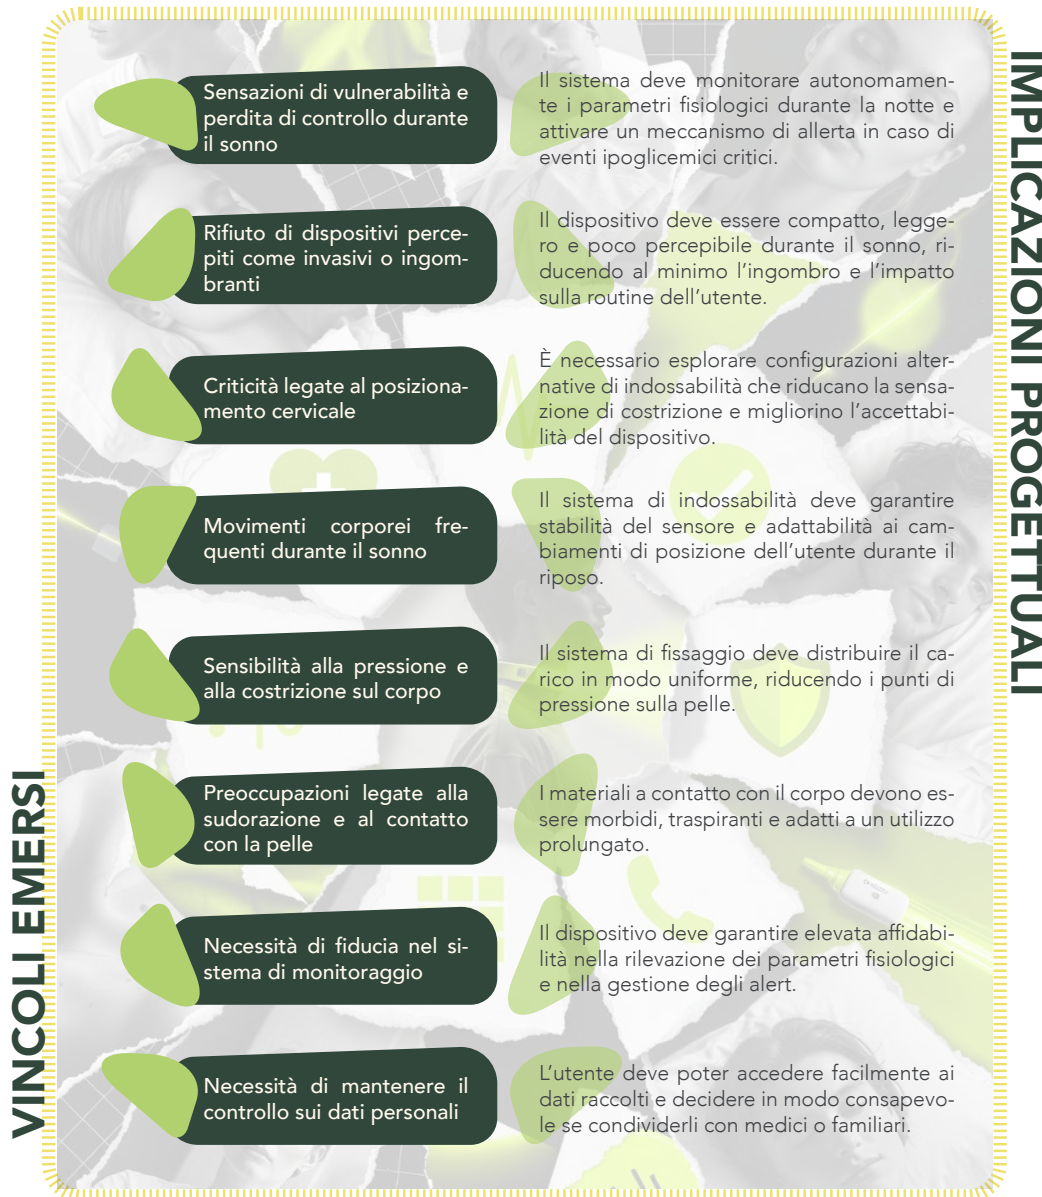 VINCOLI EMERSI
IMPLICAZIONI PROGETTUALI
Sensazioni di vulnerabilità e
perdita di controllo durante
il sonno
Il sistema deve monitorare autonomamen-
te i parametri fisiologici durante la notte e
attivare un meccanismo di allerta in caso di
eventi ipoglicemici critici.
Rifiuto di dispositivi perce-
piti come invasivi o ingom-
branti
Il dispositivo deve essere compatto, legge-
ro e poco percepibile durante il sonno, ri-
ducendo al minimo l’ingombro e l’impatto
sulla routine dell’utente.
Criticità legate al posiziona-
mento cervicale
È necessario esplorare configurazioni alter-
native di indossabilità che riducano la sensa-
zione di costrizione e migliorino l’accettabi-
lità del dispositivo.
Movimenti corporei fre-
quenti durante il sonno
Il sistema di indossabilità deve garantire
stabilità del sensore e adattabilità ai cam-
biamenti di posizione dell’utente durante il
riposo.
Sensibilità alla pressione e
alla costrizione sul corpo
Il sistema di fissaggio deve distribuire il ca-
rico in modo uniforme, riducendo i punti di
pressione sulla pelle.
Preoccupazioni legate alla
sudorazione e al contatto
con la pelle
I materiali a contatto con il corpo devono es-
sere morbidi, traspiranti e adatti a un utilizzo
prolungato.
Necessità di fiducia nel si-
stema di monitoraggio
Il dispositivo deve garantire elevata affidabi-
lità nella rilevazione dei parametri fisiologici
e nella gestione degli alert.
Necessità di mantenere il
controllo sui dati personali
L’utente deve poter accedere facilmente ai
dati raccolti e decidere in modo consapevo-
le se condividerli con medici o familiari.